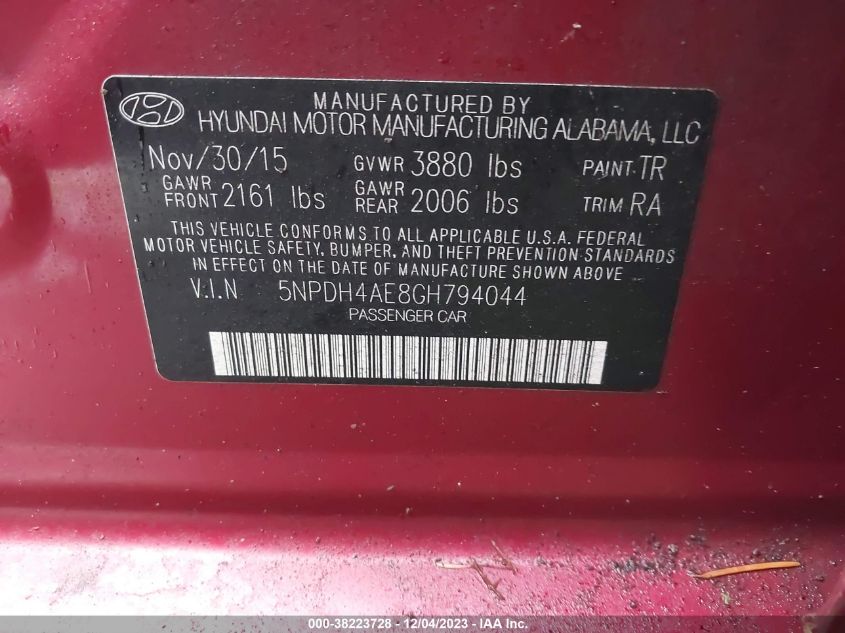 MANUFACTURED BY
HYUNDAI MOTOR MANUFACTURING ALABAMA, LLC
Nov/30/15 GVWR 3880 lbs PAINT: TR
GAWR FRONT 2161 lbs GAWR REAR 2006 lbs TRIM RA
THIS VEHICLE CONFORMS TO ALL APPLICABLE U.S.A. FEDERAL
MOTOR VEHICLE SAFETY, BUMPER, AND THEFT PREVENTION STANDARDS
IN EFFECT ON THE DATE OF MANUFACTURE SHOWN ABOVE
V.I.N 5NPDH4AE8GH794044
PASSENGER CAR
000-38223728 - 12/04/2023 - IAA Inc.